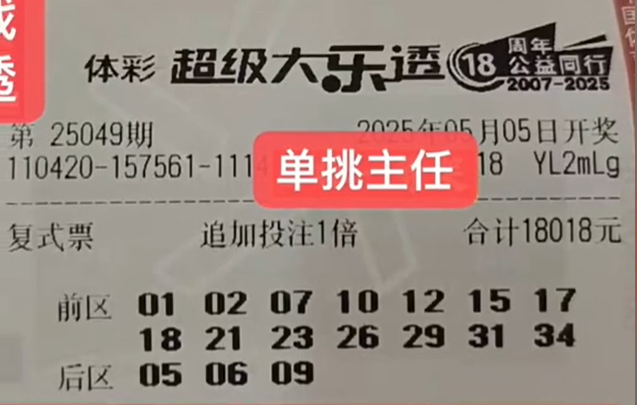 透
体彩 超级大乐透 18 周年 公益同行 2007-2025
第 25049期 2025年05月05日开奖
110420-157561-111 18 YL2mLg
单挑主任
复式票 追加投注1倍 合计18018元
前区 01 02 07 10 12 15 17
18 21 23 26 29 31 34
后区 05 06 09